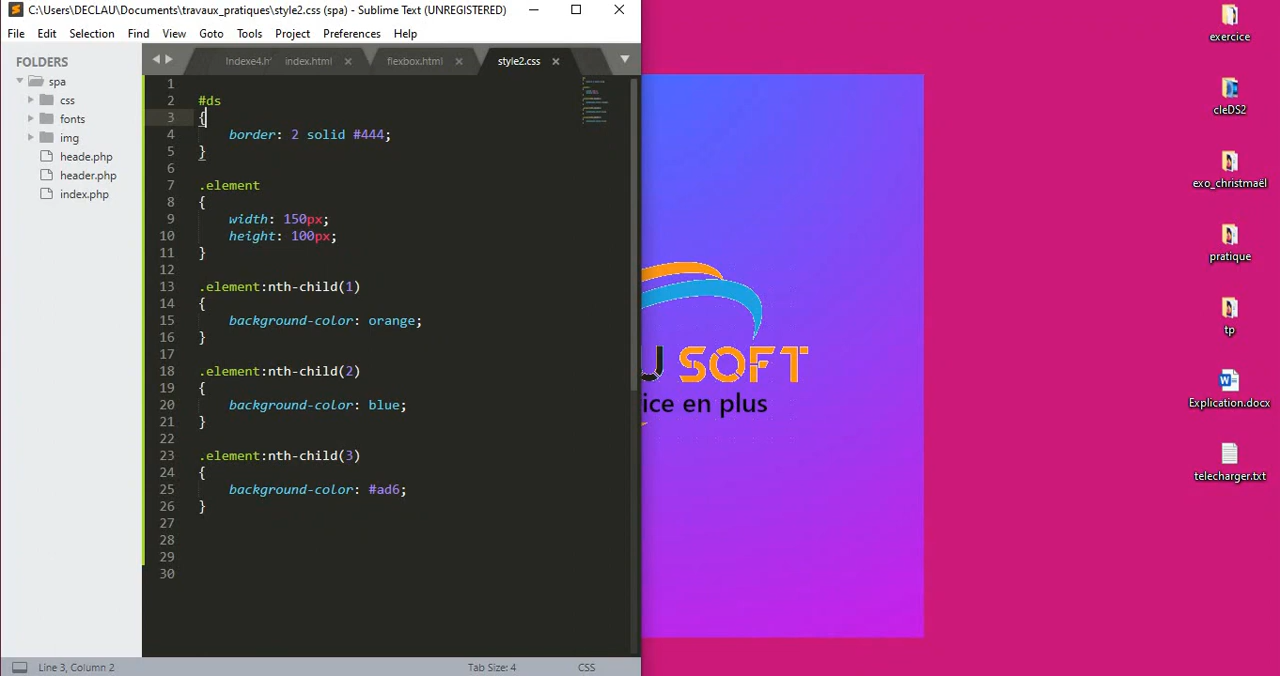 C:\Users\DECLAU\Documents\travaux_pratiques\style2.css (spa) - Sublime Text (UNREGISTERED)
File Edit Selection Find View Goto Tools Project Preferences Help
FOLDERS
spa
css
fonts
img
heade.php
header.php
index.php
Indexe4.h
index.html
flexbox.html
style2.css
1
2 #ds
3 {
4 border: 2 solid #444;
5 }
6
7 .element
8 {
9 width: 150px;
10 height: 100px;
11 }
12
13 .element:nth-child(1)
14 {
15 background-color: orange;
16 }
17
18 .element:nth-child(2)
19 {
20 background-color: blue;
21 }
22
23 .element:nth-child(3)
24 {
25 background-color: #ad6;
26 }
27
28
29
30
Line 3, Column 2 Tab Size: 4 CSS
U SOFT
ice en plus
exercice
cleDS2
exo_christmaël
pratique
tp
Explication.docx
telecharger.txt